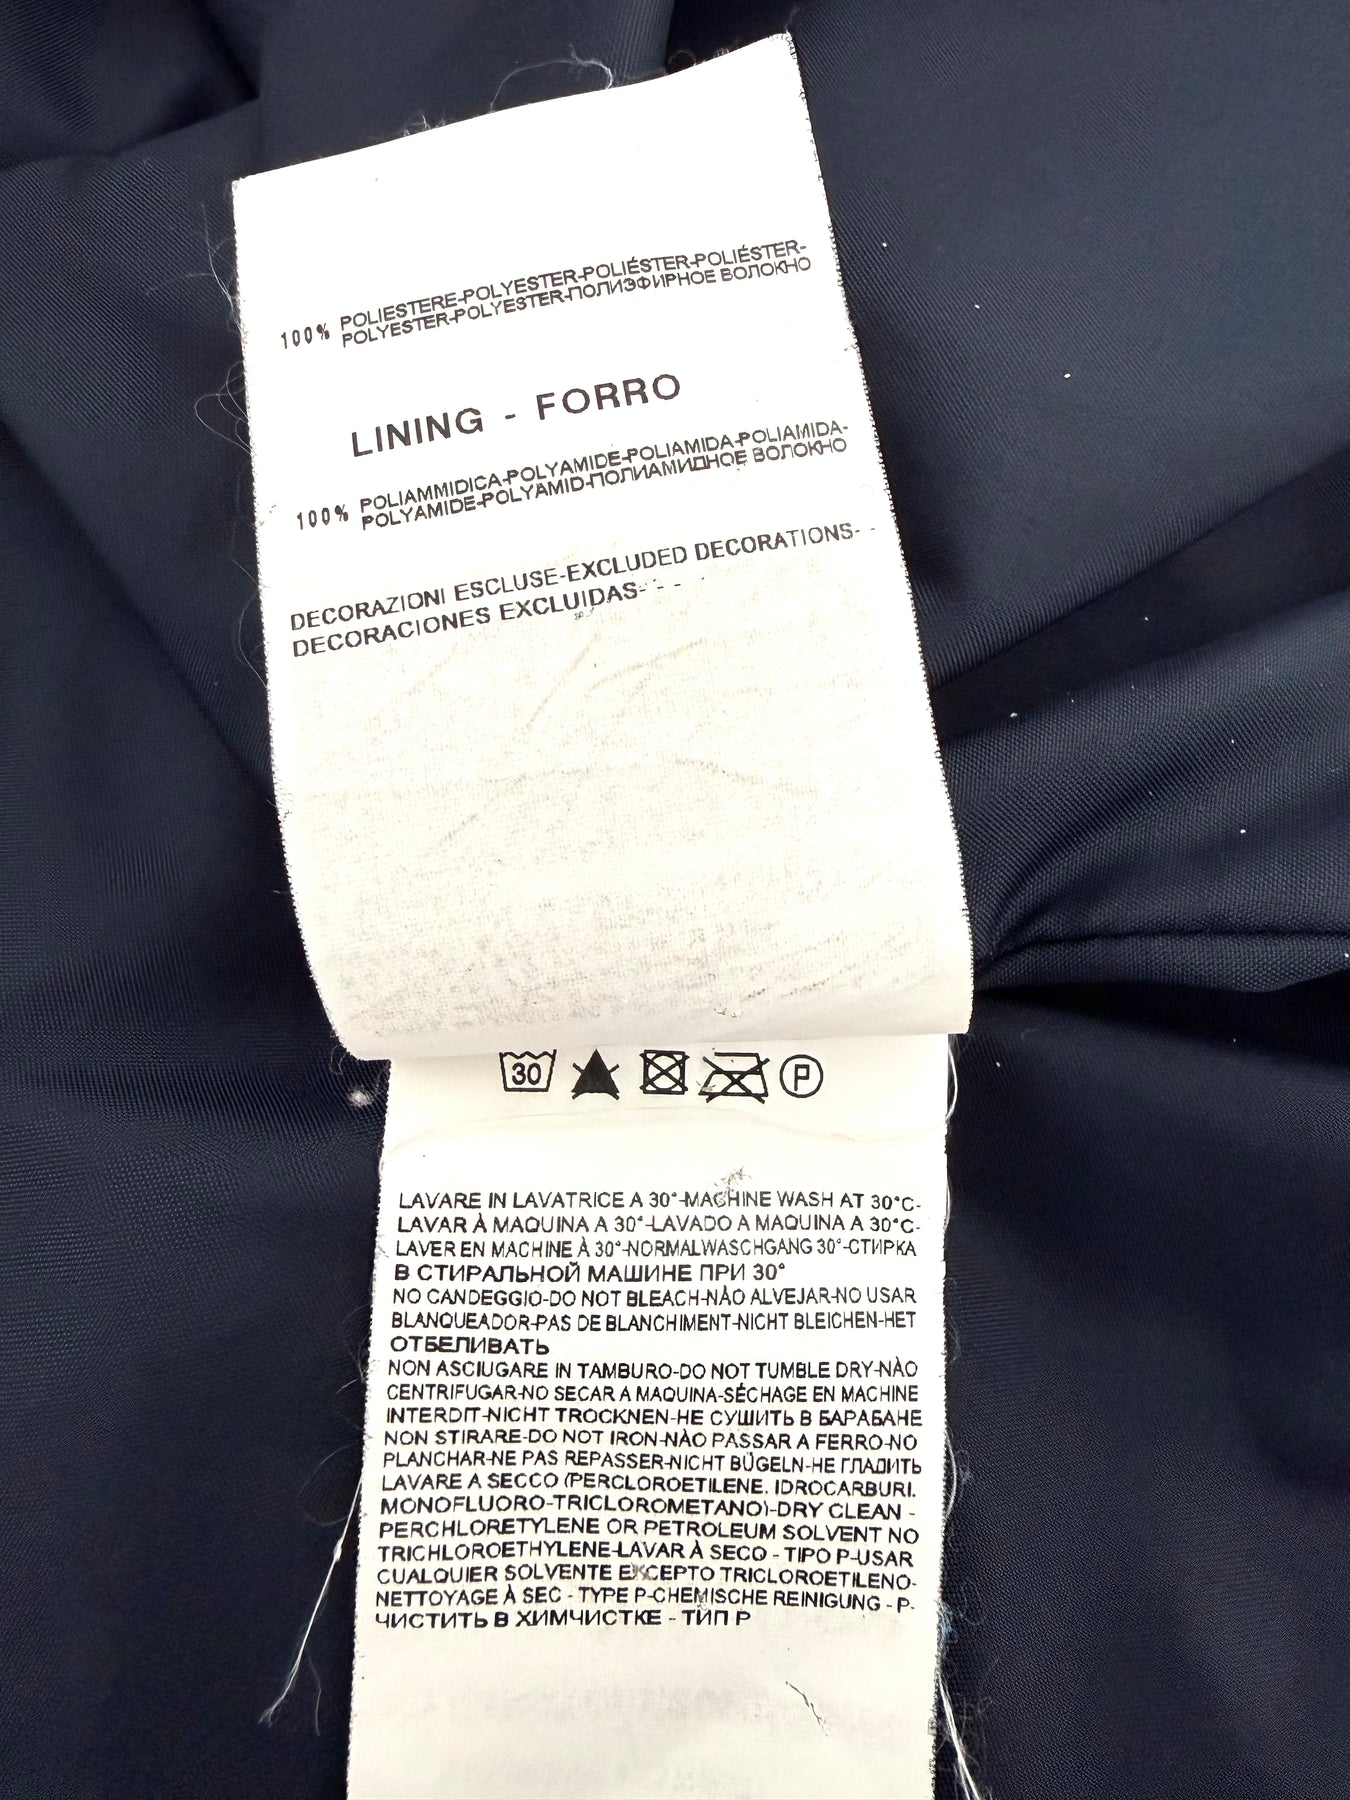 100% POLIESTERE-POLYESTER-POLIÉSTER-POLIÉSTER-
POLYESTER-POLYESTER-ПОЛИЭФИРНОЕ ВОЛОКНО
LINING - FORRO
100% POLIAMMIDICA-POLYAMIDE-POLIAMIDA-POLIAMIDA-
POLYAMIDE-POLYAMID-ПОЛИАМИДНОЕ ВОЛОКНО
DECORAZIONI ESCLUSE-EXCLUDED DECORATIONS- -
DECORACIONES EXCLUIDAS- - -
30 P
LAVARE IN LAVATRICE A 30°-MACHINE WASH AT 30°C-
LAVAR À MAQUINA A 30°-LAVADO A MAQUINA A 30°C-
LAVER EN MACHINE À 30°-NORMALWASCHGANG 30°-СТИРКА
В СТИРАЛЬНОЙ МАШИНЕ ПРИ 30°
NO CANDEGGIO-DO NOT BLEACH-NÀO ALVEJAR-NO USAR
BLANQUEADOR-PAS DE BLANCHIMENT-NICHT BLEICHEN-НЕТ
ОТБЕЛИВАТЬ
NON ASCIUGARE IN TAMBURO-DO NOT TUMBLE DRY-NÀO
CENTRIFUGAR-NO SECAR A MAQUINA-SÉCHAGE EN MACHINE
INTERDIT-NICHT TROCKNEN-НЕ СУШИТЬ В БАРАБАНЕ
NON STIRARE-DO NOT IRON-NÀO PASSAR A FERRO-NO
PLANCHAR-NE PAS REPASSER-NICHT BÜGELN-НЕ ГЛАДИТЬ
LAVARE A SECCO (PERCLOROETILENE, IDROCARBURI,
MONOFLUORO-TRICLOROMETANO)-DRY CLEAN -
PERCHLORETYLENE OR PETROLEUM SOLVENT NO
TRICHLOROETHYLENE-LAVAR À SECO - TIPO P-USAR
CUALQUIER SOLVENTE EXCEPTO TRICLOROETILENO-
NETTOYAGE À SEC - TYPE P-CHEMISCHE REINIGUNG - P-
ЧИСТИТЬ В ХИМЧИСТКЕ - ТИП P